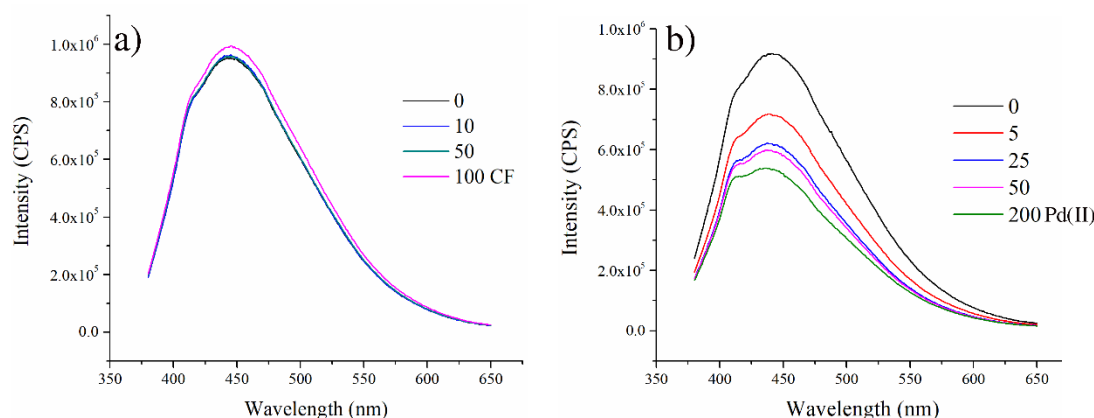 a)
1.0x10⁶
8.0x10⁵
6.0x10⁵
4.0x10⁵
2.0x10⁵
0.0
Intensity (CPS)
0
10
50
100 CF
350 400 450 500 550 600 650
Wavelength (nm)
b)
1.0x10⁶
8.0x10⁵
6.0x10⁵
4.0x10⁵
2.0x10⁵
0.0
Intensity (CPS)
0
5
25
50
200 Pd(II)
350 400 450 500 550 600 650
Wavelength (nm)